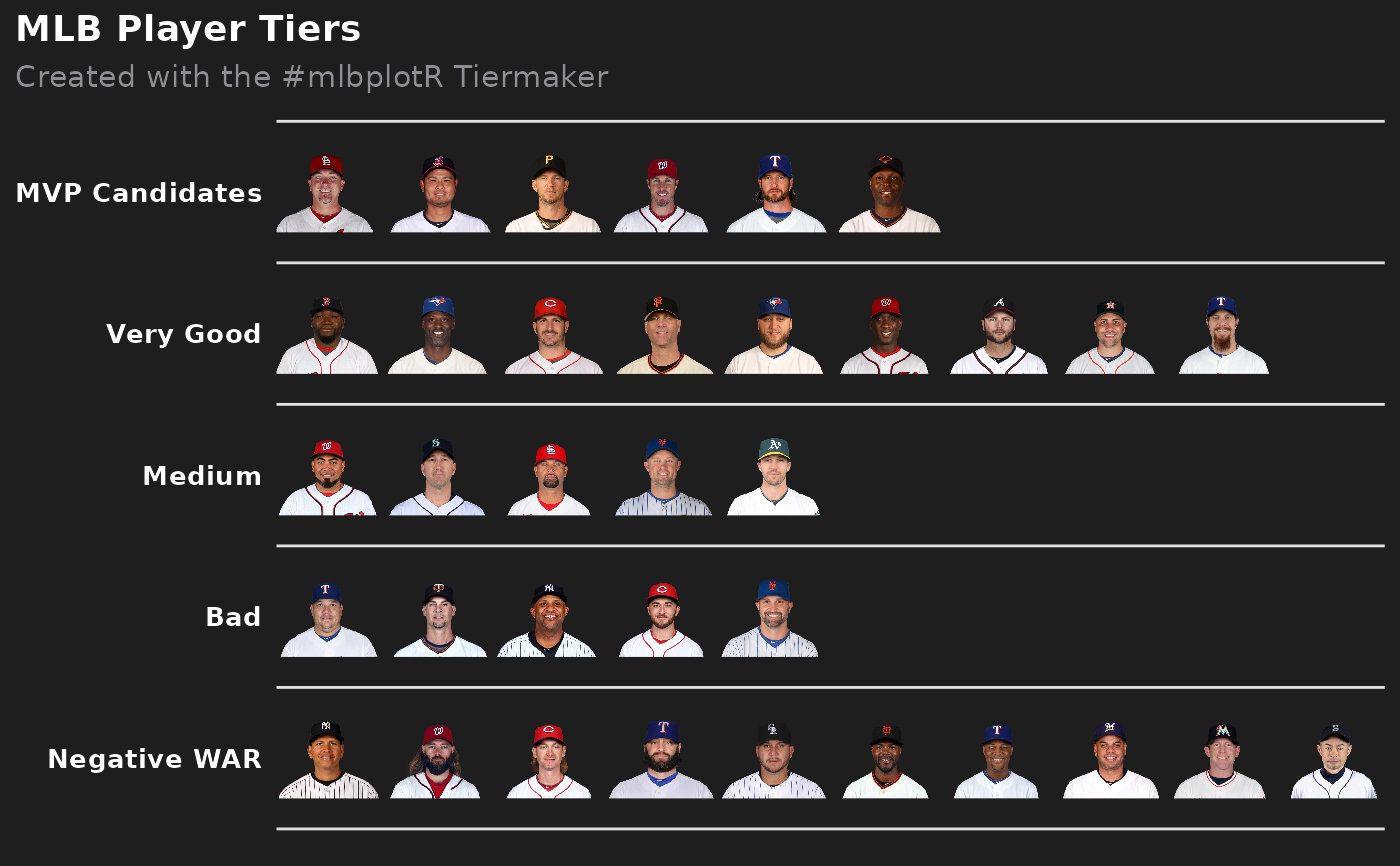 MLB Player Tiers
Created with the #mlbplotR Tiermaker
MVP Candidates
Very Good
Medium
Bad
Negative WAR